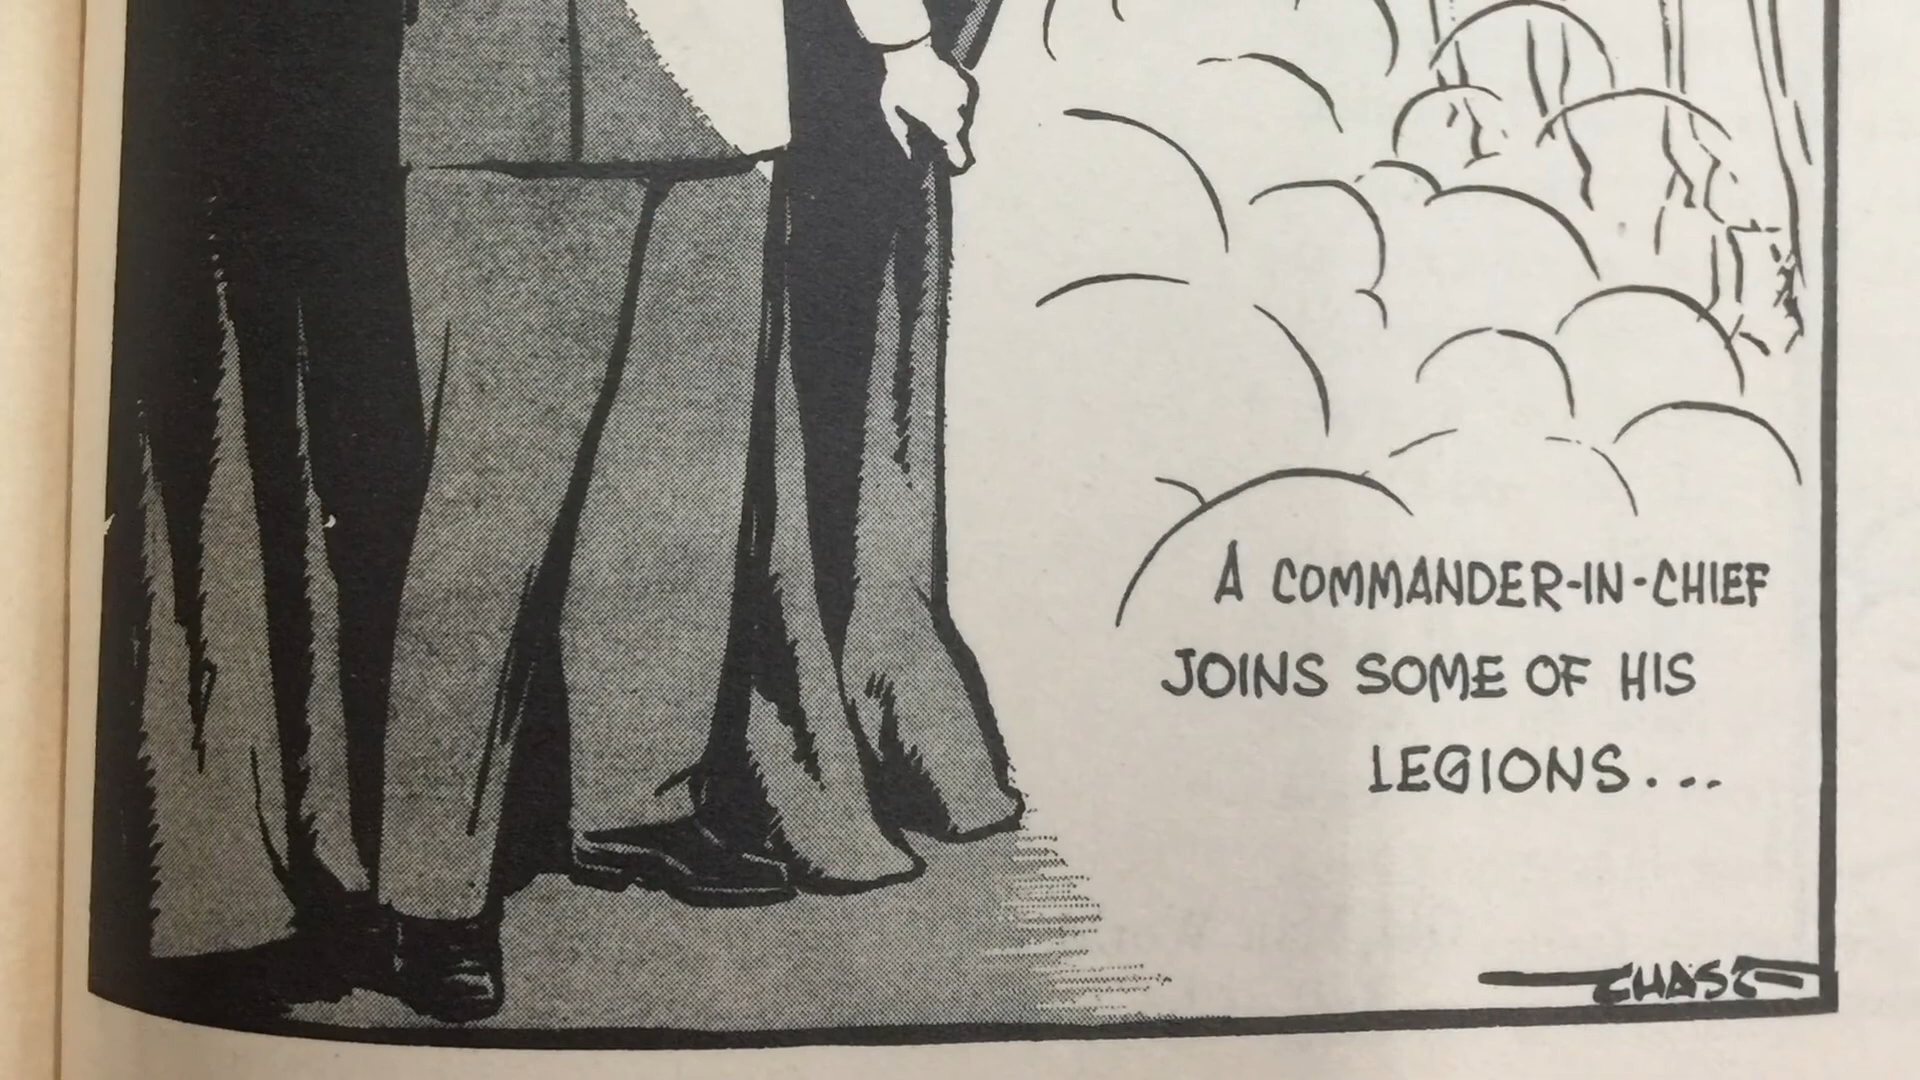 A COMMANDER-IN-CHIEF
JOINS SOME OF HIS
LEGIONS...
CHASE